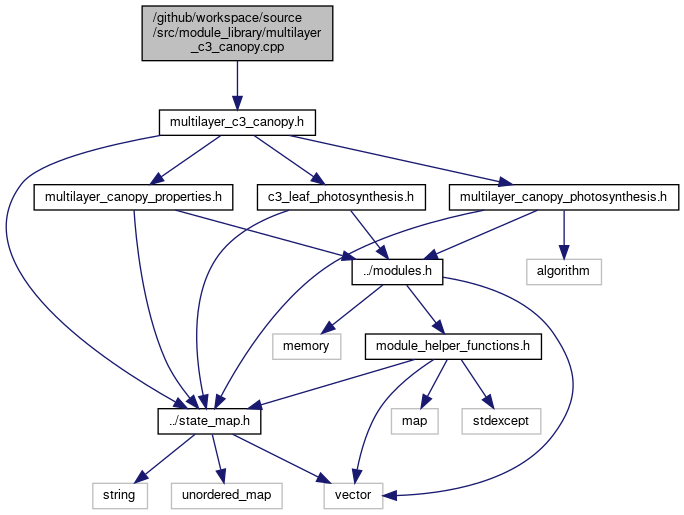 /github/workspace/source
/src/module_library/multilayer
_c3_canopy.cpp
multilayer_c3_canopy.h
multilayer_canopy_properties.h
c3_leaf_photosynthesis.h
multilayer_canopy_photosynthesis.h
../modules.h
algorithm
memory
module_helper_functions.h
../state_map.h
map
stdexcept
string
unordered_map
vector